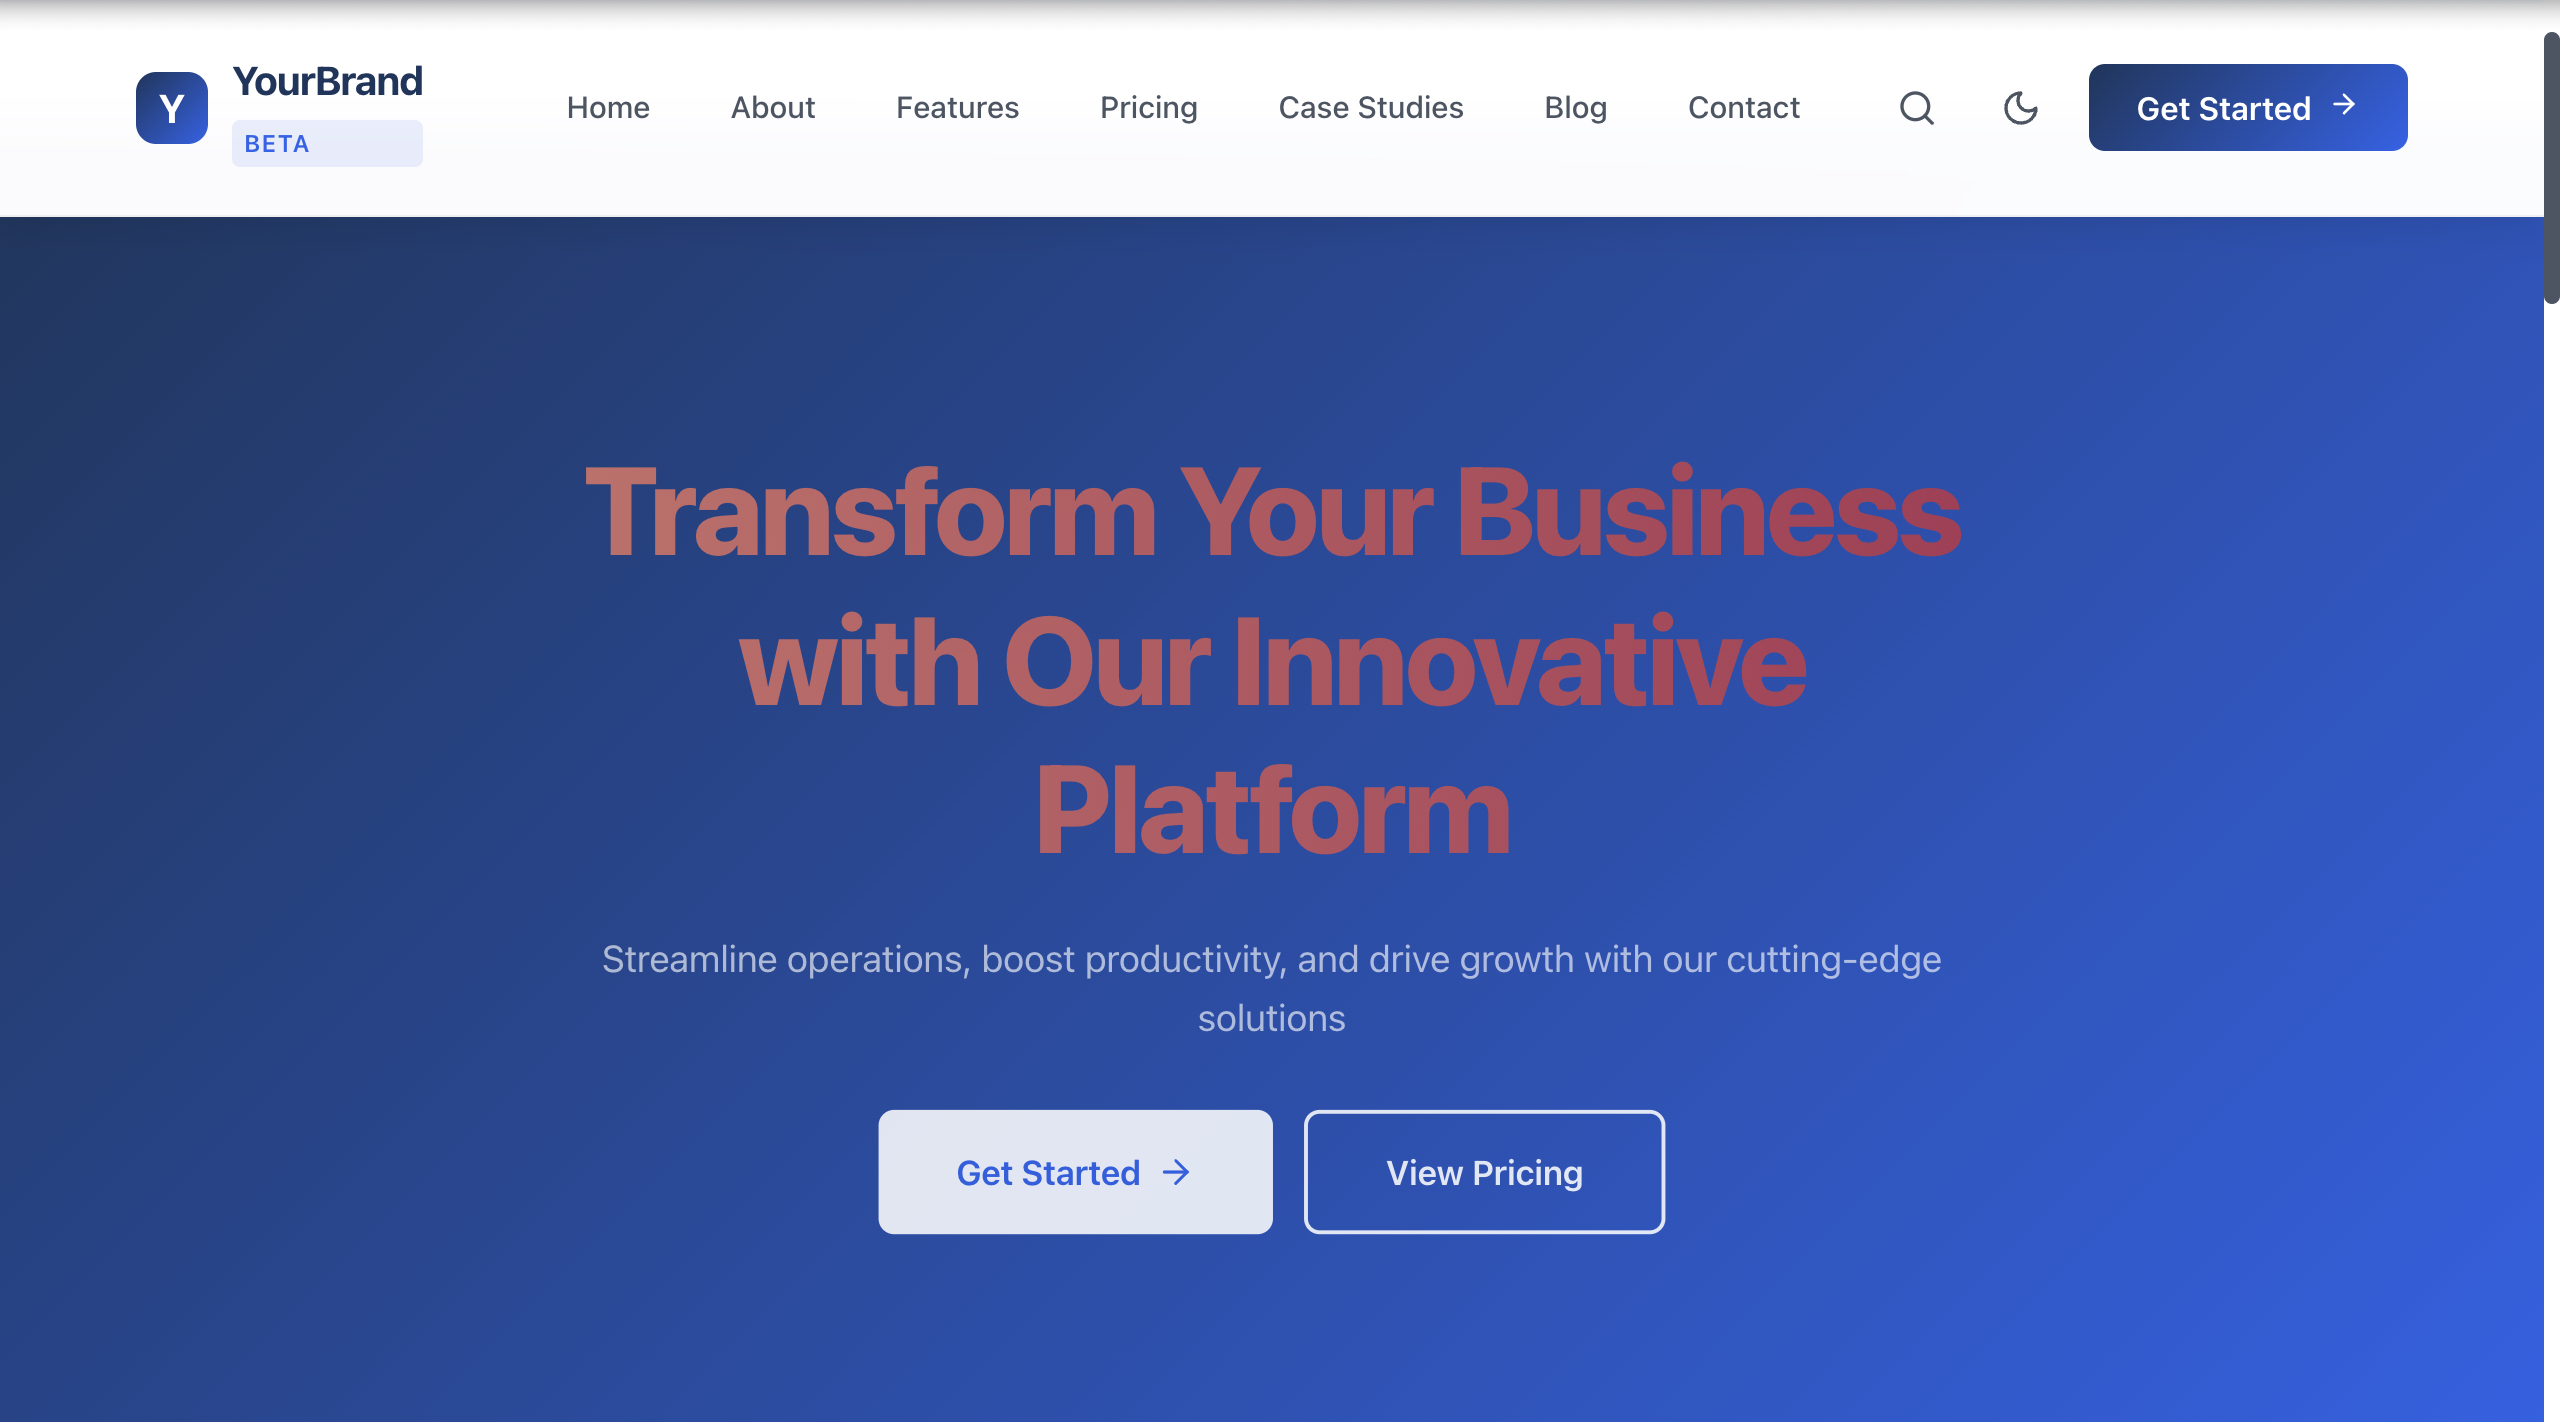 Y
YourBrand
BETA
Home
About
Features
Pricing
Case Studies
Blog
Contact
Get Started
Transform Your Business
with Our Innovative
Platform
Streamline operations, boost productivity, and drive growth with our cutting-edge
solutions
Get Started
View Pricing